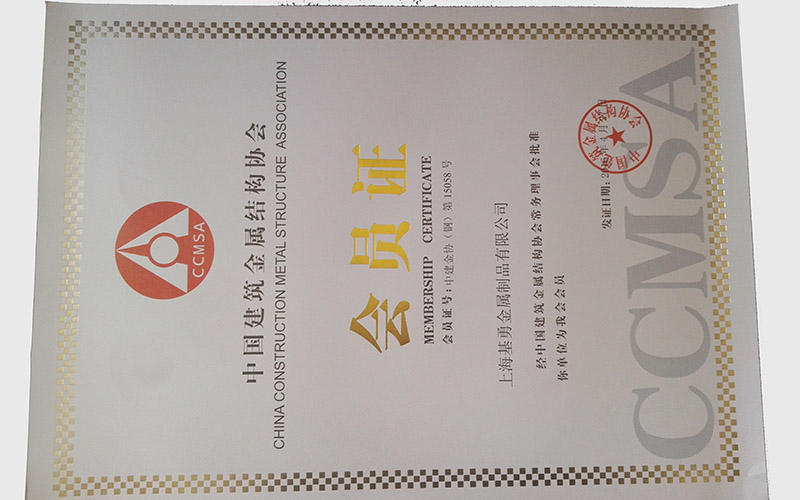 CCMSA
中国建筑金属结构协会
CHINA CONSTRUCTION METAL STRUCTURE ASSOCIATION
会员证
MEMBERSHIP CERTIFICATE
会员证号：中建金协（钢）第15058号
上海基勇金属制品有限公司
经中国建筑金属结构协会常务理事会批准
你单位为我会会员
发证日期：
中国建筑金属结构协会
CCMSA